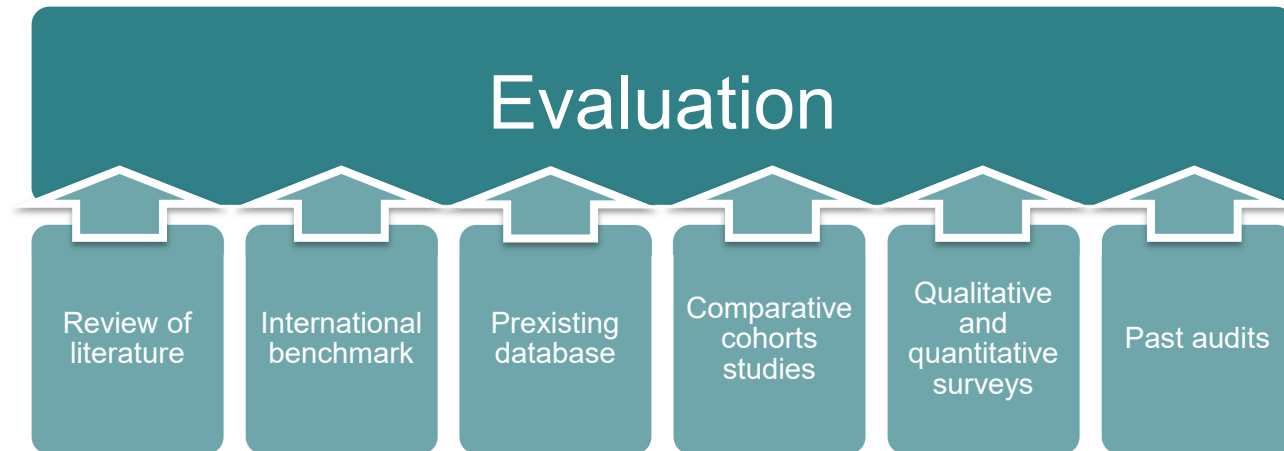 Evaluation
Review of
literature
International
benchmark
Prexisting
database
Comparative
cohorts
studies
Qualitative
and
quantitative
surveys
Past audits